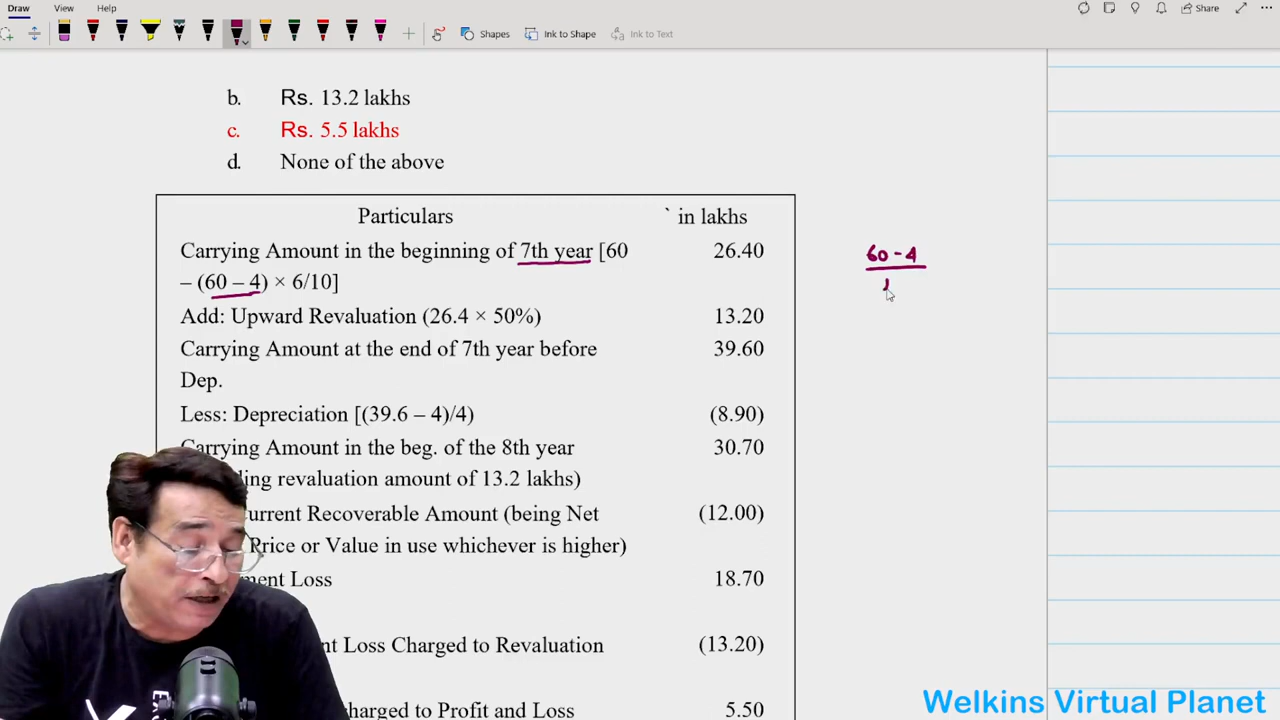 Draw View Help
Shapes Ink to Shape Ink to Text Share
b. Rs. 13.2 lakhs
c. Rs. 5.5 lakhs
d. None of the above
Particulars ` in lakhs
Carrying Amount in the beginning of 7th year [60 26.40
– (60 – 4) × 6/10]
60 - 4
1
Add: Upward Revaluation (26.4 × 50%) 13.20
Carrying Amount at the end of 7th year before 39.60
Dep.
Less: Depreciation [(39.6 – 4)/4) (8.90)
Carrying Amount in the beg. of the 8th year 30.70
revaluation amount of 13.2 lakhs)
Current Recoverable Amount (being Net (12.00)
Price or Value in use whichever is higher)
Loss 18.70
Loss Charged to Revaluation (13.20)
to Profit and Loss 5.50
Welkins Virtual Planet